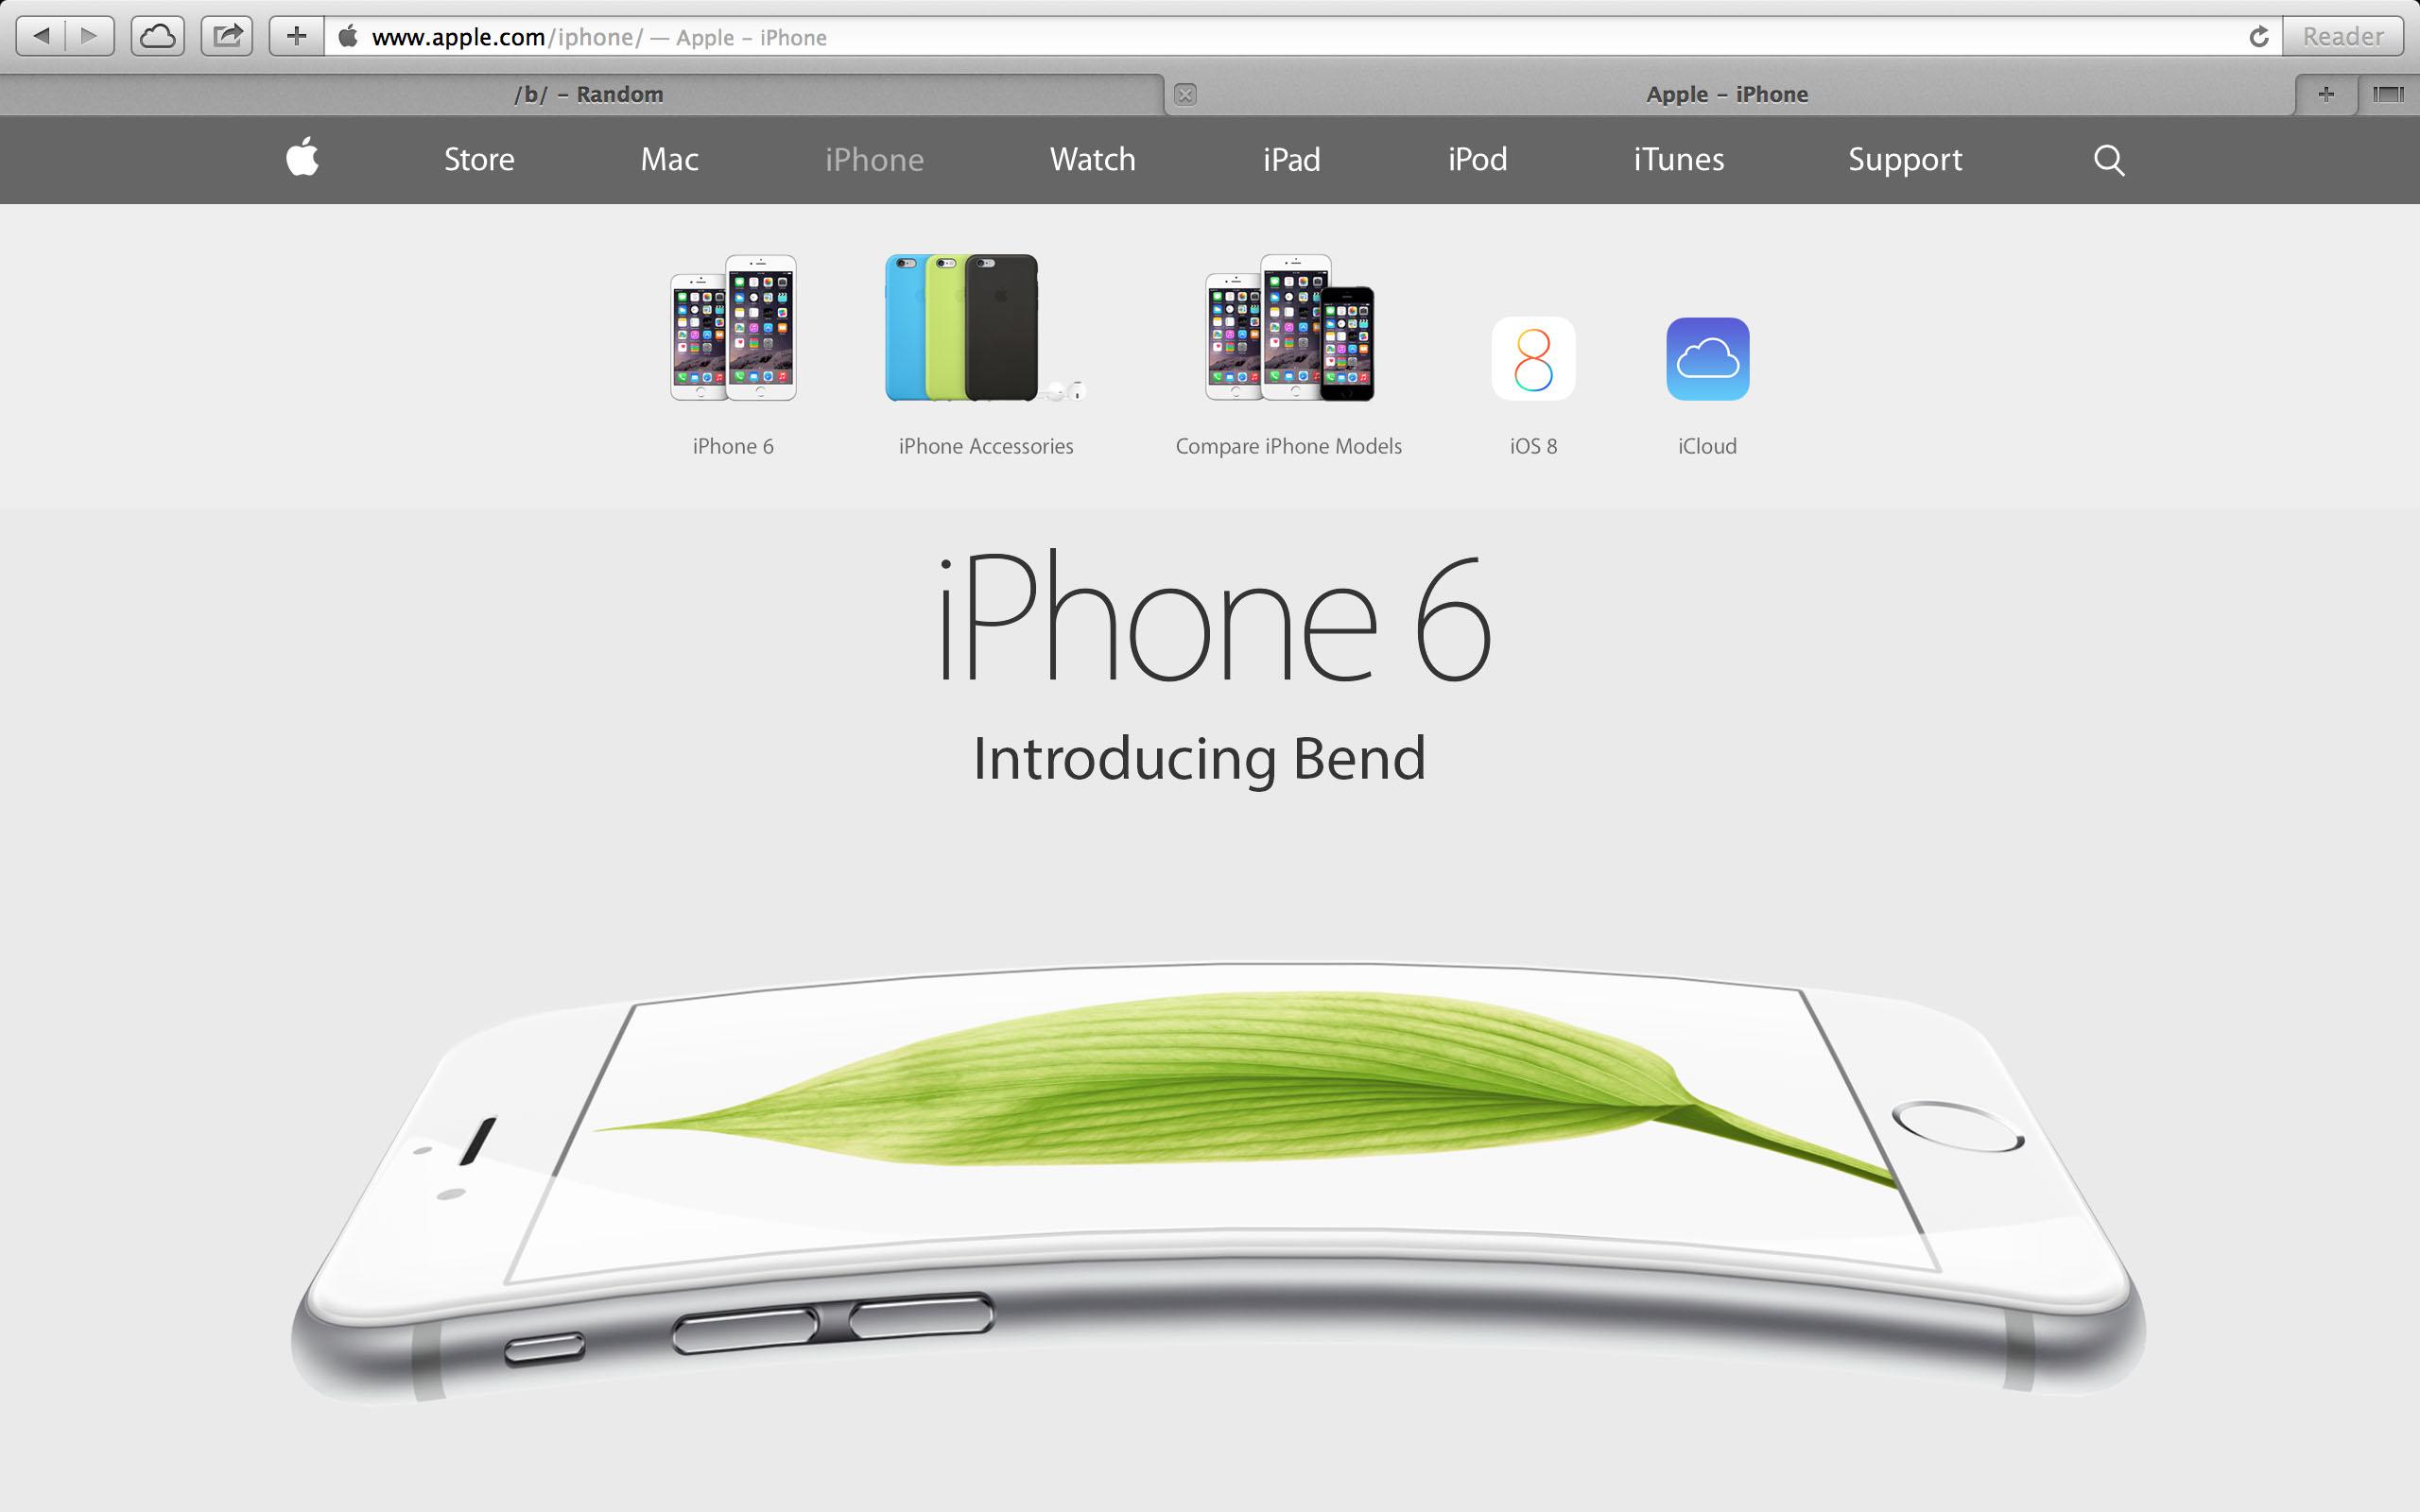 www.apple.com/iphone/ — Apple – iPhone
Reader
/b/ – Random
Apple – iPhone
Store Mac iPhone Watch iPad iPod iTunes Support
iPhone 6
iPhone Accessories
Compare iPhone Models
iOS 8
iCloud
iPhone 6
Introducing Bend